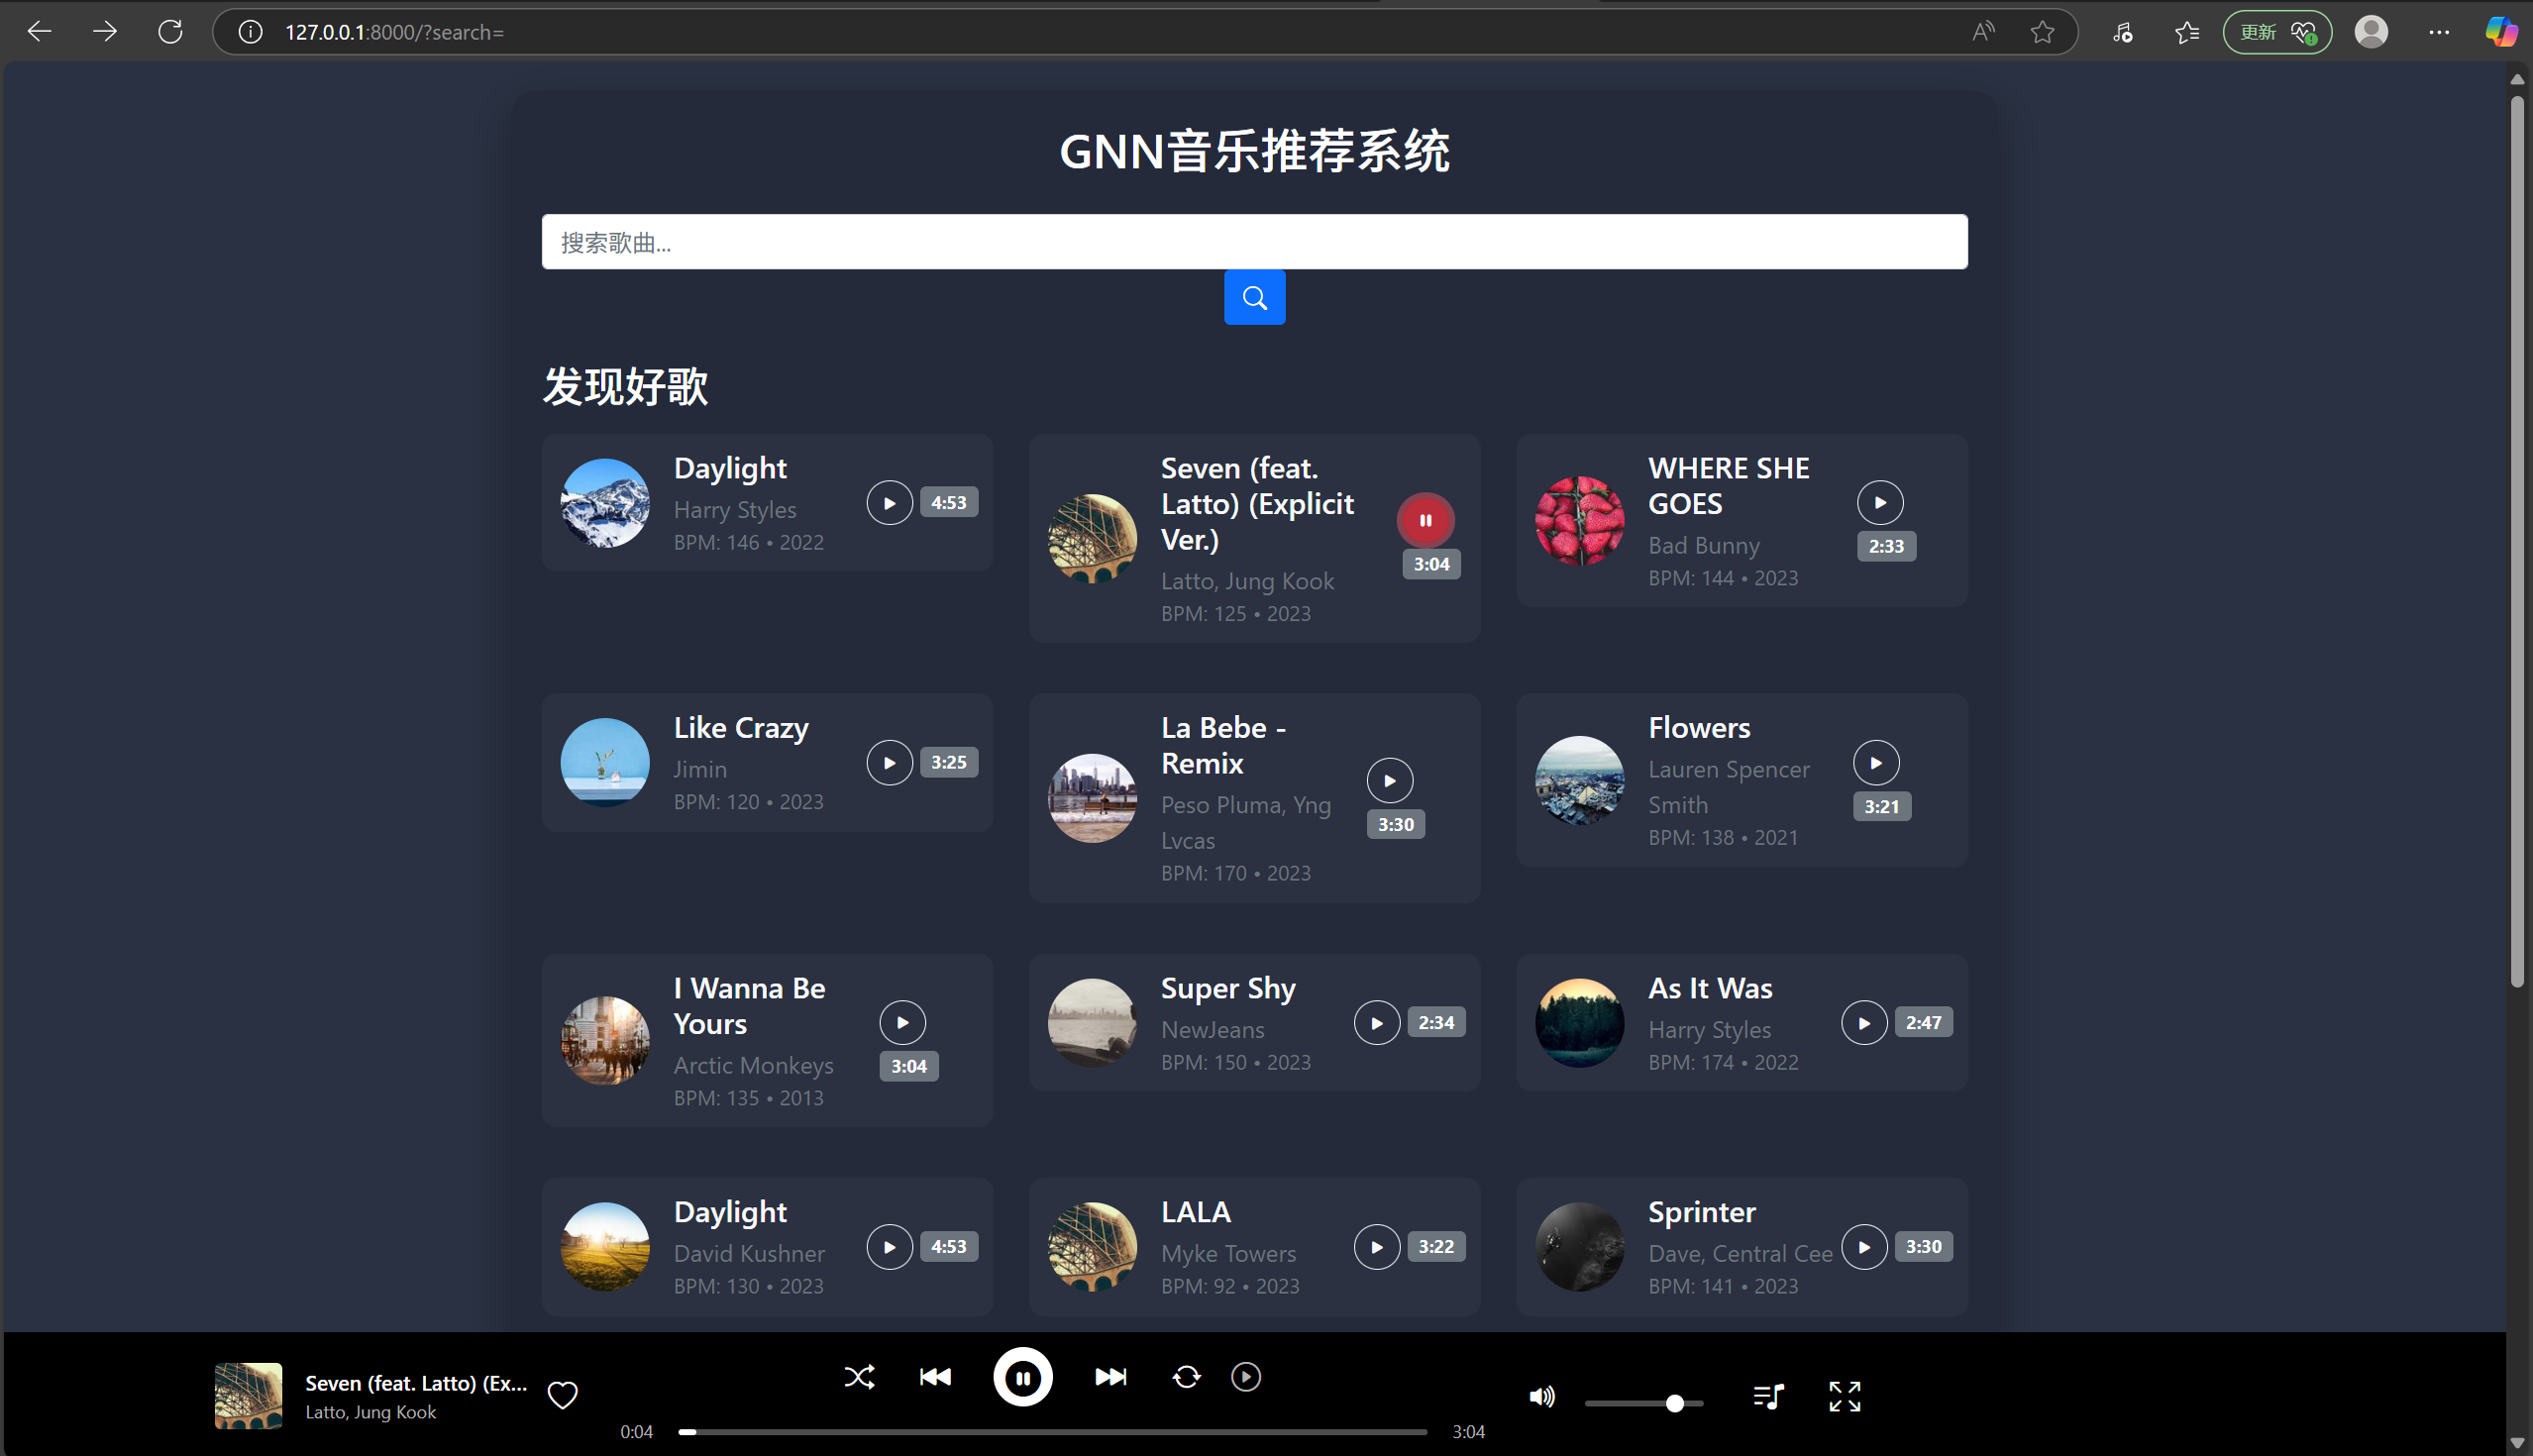 127.0.0.1:8000/?search=
更新
GNN音乐推荐系统
搜索歌曲...
发现好歌
Daylight
Harry Styles
BPM: 146 • 2022
4:53
Seven (feat.
Latto) (Explicit
Ver.)
Latto, Jung Kook
BPM: 125 • 2023
3:04
WHERE SHE
GOES
Bad Bunny
BPM: 144 • 2023
2:33
Like Crazy
Jimin
BPM: 120 • 2023
3:25
La Bebe -
Remix
Peso Pluma, Yng
Lvcas
BPM: 170 • 2023
3:30
Flowers
Lauren Spencer
Smith
BPM: 138 • 2021
3:21
I Wanna Be
Yours
Arctic Monkeys
BPM: 135 • 2013
3:04
Super Shy
NewJeans
BPM: 150 • 2023
2:34
As It Was
Harry Styles
BPM: 174 • 2022
2:47
Daylight
David Kushner
BPM: 130 • 2023
4:53
LALA
Myke Towers
BPM: 92 • 2023
3:22
Sprinter
Dave, Central Cee
BPM: 141 • 2023
3:30
Seven (feat. Latto) (Ex...
Latto, Jung Kook
0:04
3:04